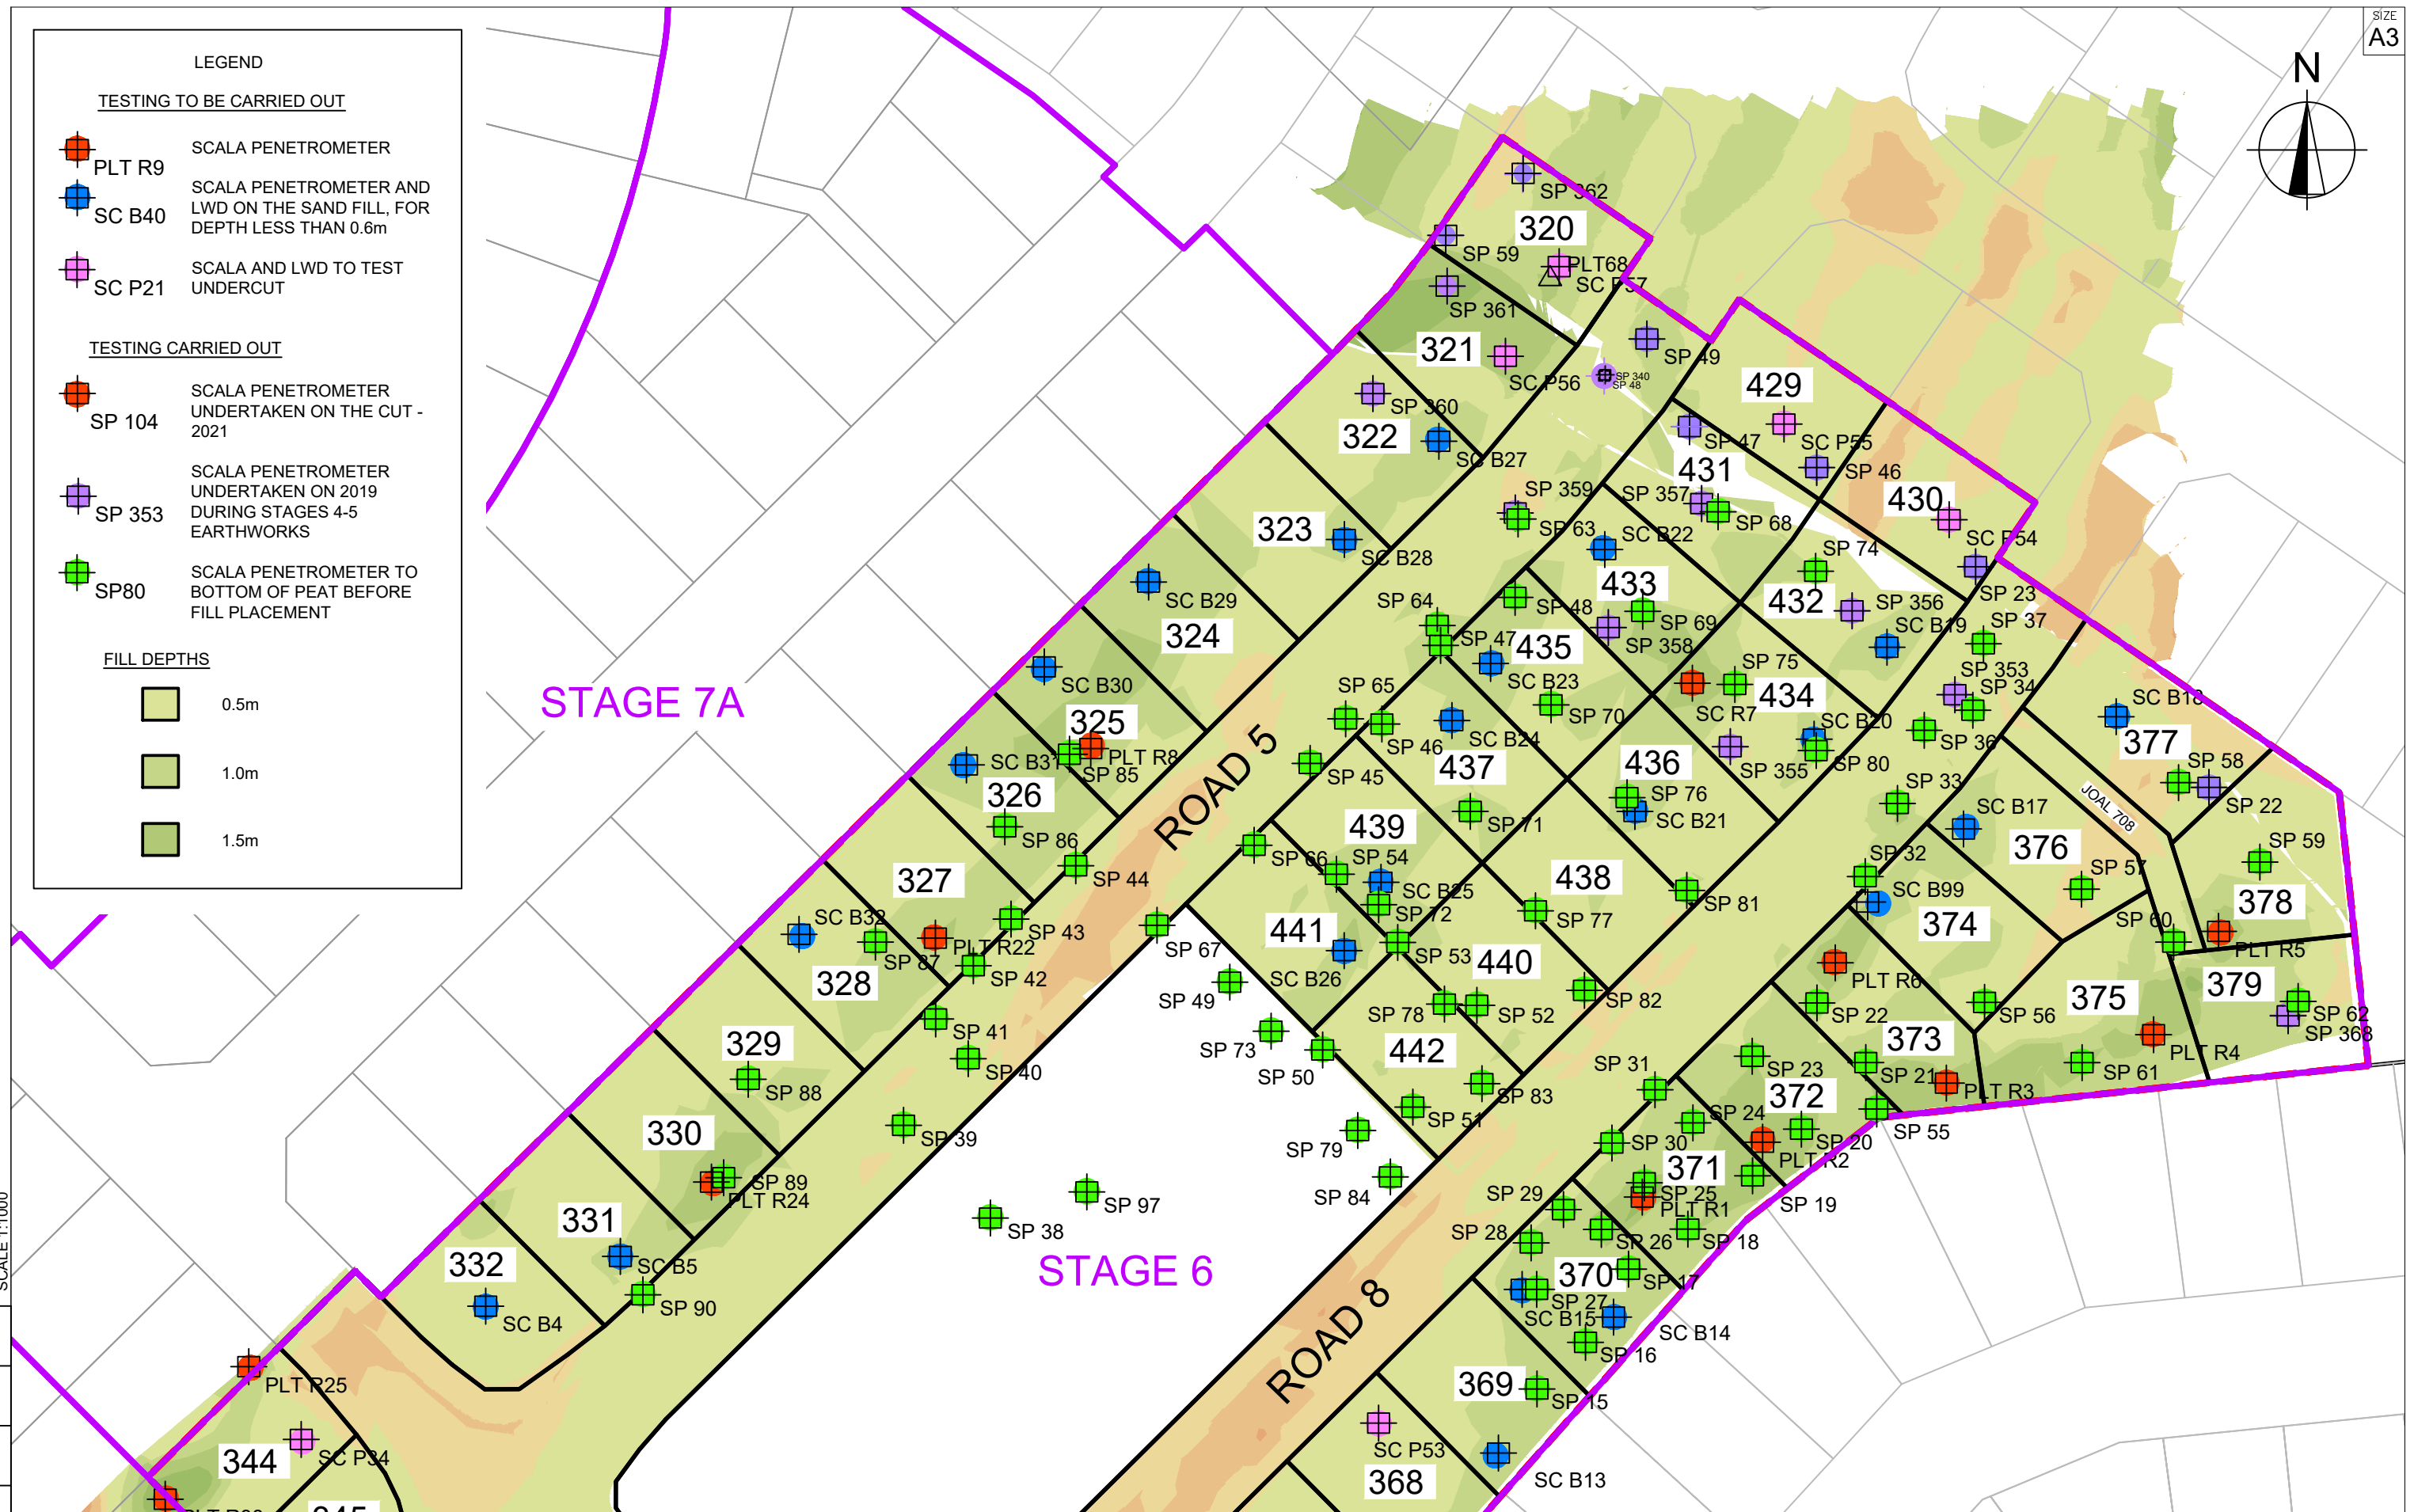 SIZE
A3
N
LEGEND
TESTING TO BE CARRIED OUT
PLT R9
SCALA PENETROMETER
SC B40
SCALA PENETROMETER AND
LWD ON THE SAND FILL, FOR
DEPTH LESS THAN 0.6m
SC P21
SCALA AND LWD TO TEST
UNDERCUT
TESTING CARRIED OUT
SP 104
SCALA PENETROMETER
UNDERTAKEN ON THE CUT -
2021
SP 353
SCALA PENETROMETER
UNDERTAKEN ON 2019
DURING STAGES 4-5
EARTHWORKS
SP80
SCALA PENETROMETER TO
BOTTOM OF PEAT BEFORE
FILL PLACEMENT
FILL DEPTHS
0.5m
1.0m
1.5m
STAGE 7A
STAGE 6
ROAD 5
ROAD 8
JOAL 708
SCALE 1:1000
SP 362
320
SP 59
PLT68
SC P57
SP 361
321
SC P56
SP 49
SP 340
SP 48
429
SP 360
322
SC B27
SP 47
SC P55
SP 46
431
430
SC P54
SP 359
SP 63
SP 357
SP 68
323
SC B28
SC B22
SP 74
SP 23
433
432
SP 356
SC B19
SP 37
SC B29
324
SP 64
SP 48
SP 69
SP 358
SP 47
435
SC B23
SP 75
434
SC R7
SP 353
SP 34
SC B30
325
SP 65
SP 46
SC B24
SP 70
SC B20
SP 36
SC B18
377
PLT R8
SP 85
SC B31
SP 45
437
436
SP 355
SP 80
SP 58
SP 22
326
SP 86
SP 71
SP 76
SC B21
SP 33
SC B17
376
439
SP 66
SP 54
SC B25
SP 72
438
SP 32
SP 57
SP 59
327
SP 44
SP 77
SP 81
SC B99
374
378
SC B32
SP 43
PLT R22
SP 87
SP 42
SP 67
441
SP 53
SC B26
440
SP 60
PLT R5
328
SP 49
SP 78
SP 52
SP 82
PLT R6
SP 22
SP 56
375
379
SP 62
SP 368
329
SP 41
SP 40
SP 73
SP 50
442
SP 31
SP 23
373
SP 21
PLT R3
SP 61
PLT R4
SP 88
SP 83
SP 51
SP 24
372
SP 20
SP 55
330
SP 39
SP 79
SP 30
371
PLT R2
SP 89
PLT R24
SP 84
SP 29
SP 25
PLT R1
SP 19
SP 97
SP 38
SP 28
SP 26
SP 18
331
SC B5
332
SC B4
SP 90
370
SP 17
SP 27
SC B15
SC B14
SP 16
PLT R25
369
SP 15
344
SC P34
SC P53
368
SC B13